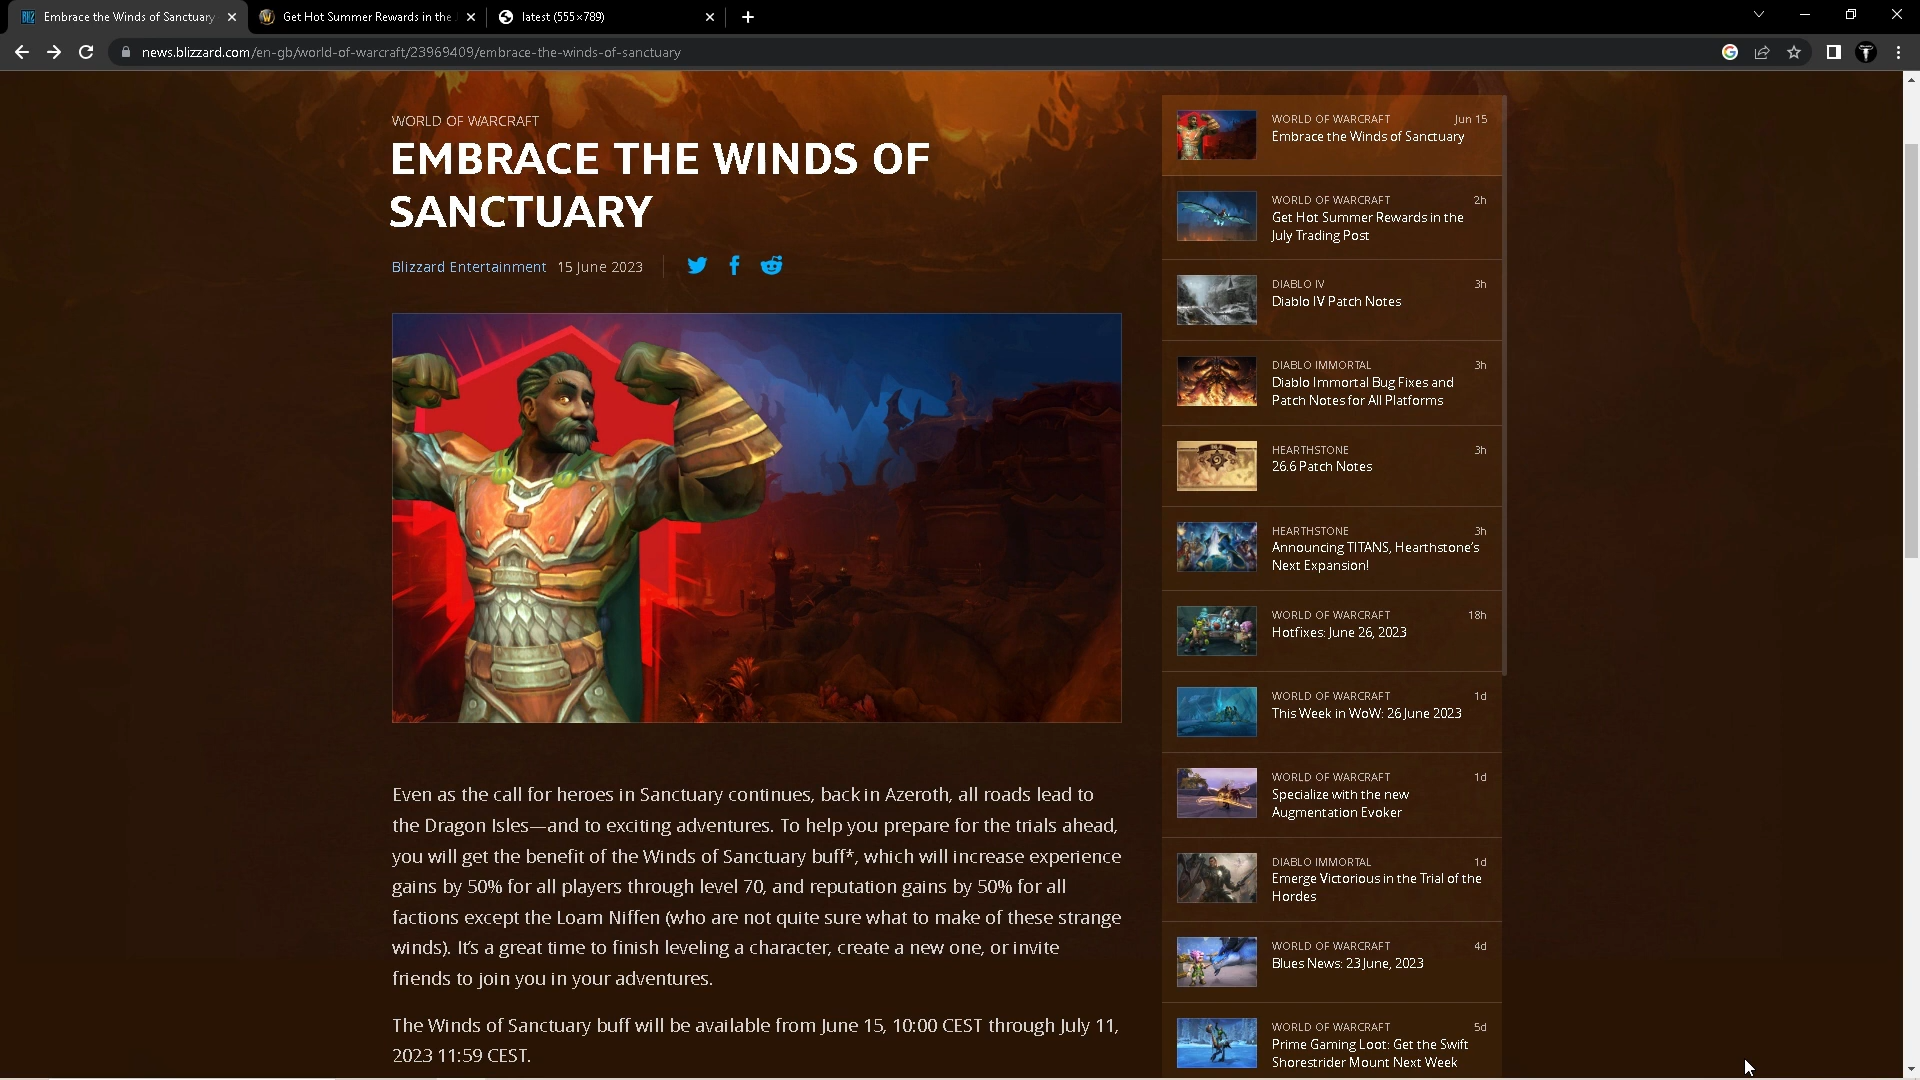 Embrace the Winds of Sanctuary
Get Hot Summer Rewards in the
latest (555×789)
news.blizzard.com/en-gb/world-of-warcraft/23969409/embrace-the-winds-of-sanctuary
WORLD OF WARCRAFT
EMBRACE THE WINDS OF
SANCTUARY
Blizzard Entertainment 15 June 2023
Even as the call for heroes in Sanctuary continues, back in Azeroth, all roads lead to
the Dragon Isles—and to exciting adventures. To help you prepare for the trials ahead,
you will get the benefit of the Winds of Sanctuary buff*, which will increase experience
gains by 50% for all players through level 70, and reputation gains by 50% for all
factions except the Loam Niffen (who are not quite sure what to make of these strange
winds). It’s a great time to finish leveling a character, create a new one, or invite
friends to join you in your adventures.
The Winds of Sanctuary buff will be available from June 15, 10:00 CEST through July 11,
2023 11:59 CEST.
WORLD OF WARCRAFT Jun 15
Embrace the Winds of Sanctuary
WORLD OF WARCRAFT 2h
Get Hot Summer Rewards in the
July Trading Post
DIABLO IV 3h
Diablo IV Patch Notes
DIABLO IMMORTAL 3h
Diablo Immortal Bug Fixes and
Patch Notes for All Platforms
HEARTHSTONE 3h
26.6 Patch Notes
HEARTHSTONE 3h
Announcing TITANS, Hearthstone’s
Next Expansion!
WORLD OF WARCRAFT 18h
Hotfixes: June 26, 2023
WORLD OF WARCRAFT 1d
This Week in WoW: 26 June 2023
WORLD OF WARCRAFT 1d
Specialize with the new
Augmentation Evoker
DIABLO IMMORTAL 1d
Emerge Victorious in the Trial of the
Hordes
WORLD OF WARCRAFT 4d
Blues News: 23 June, 2023
WORLD OF WARCRAFT 5d
Prime Gaming Loot: Get the Swift
Shorestrider Mount Next Week